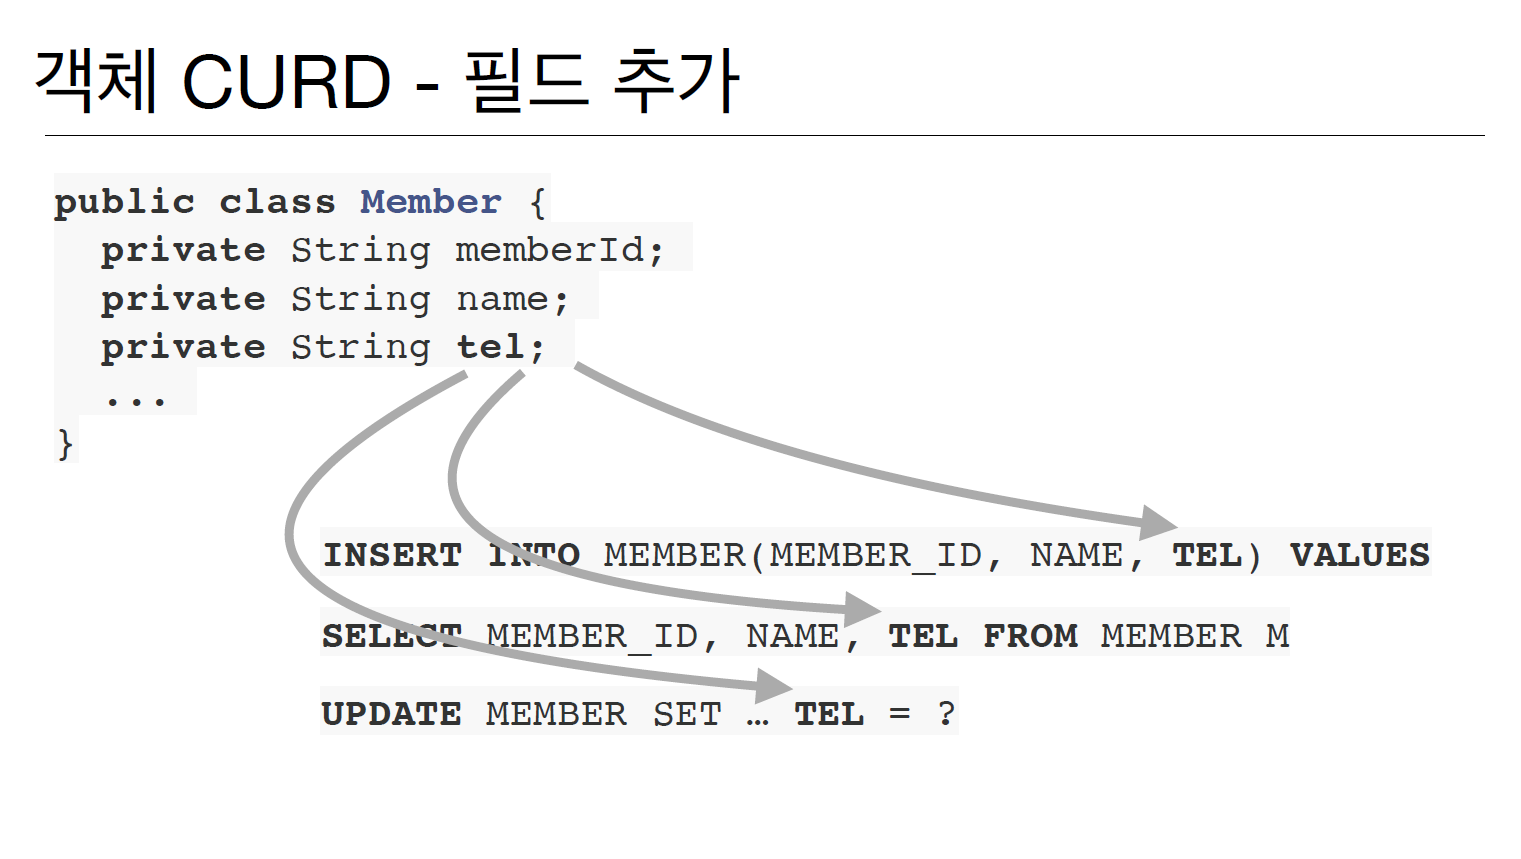 객체 CURD - 필드 추가
public class Member {
private String memberId;
private String name;
private String tel;
...
}
INSERT INTO MEMBER(MEMBER_ID, NAME, TEL) VALUES
SELECT MEMBER_ID, NAME, TEL FROM MEMBER M
UPDATE MEMBER SET … TEL = ?